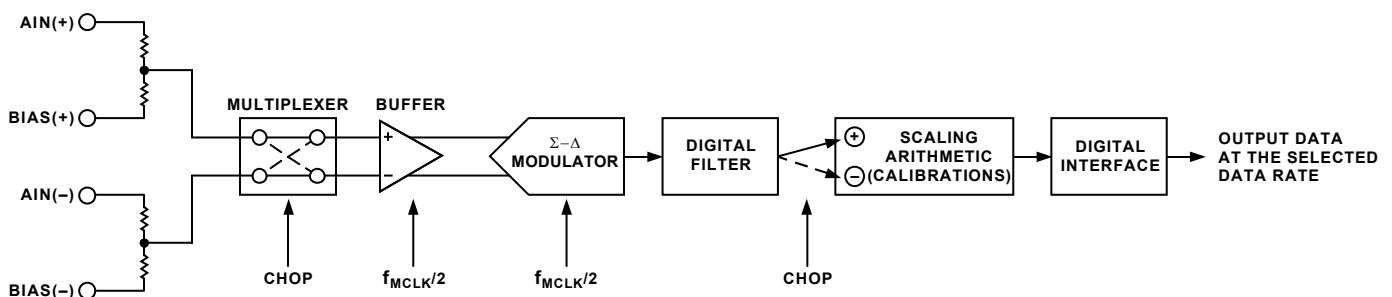 AIN(+)
BIAS(+)
AIN(−)
BIAS(−)
MULTIPLEXER
CHOP
BUFFER
+
−
fMCLK/2
Σ−Δ
MODULATOR
fMCLK/2
DIGITAL
FILTER
CHOP
+
−
SCALING
ARITHMETIC
(CALIBRATIONS)
DIGITAL
INTERFACE
OUTPUT DATA
AT THE SELECTED
DATA RATE